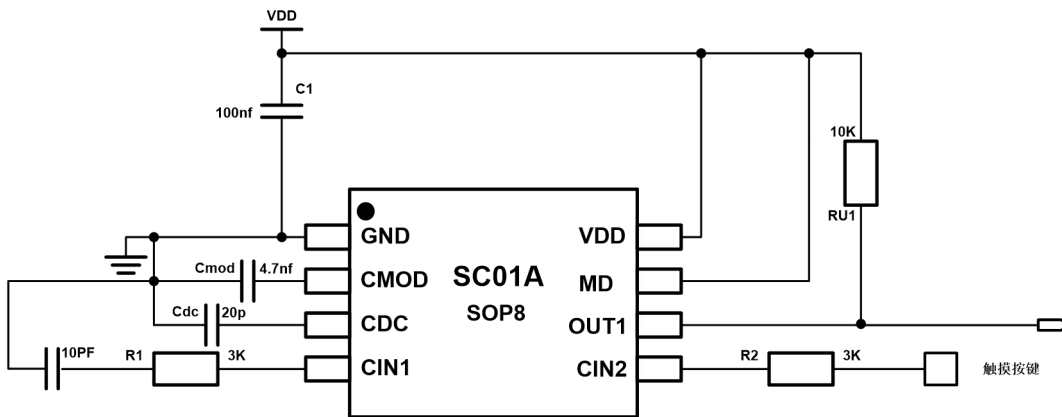 VDD
C1
100nf
10K
RU1
GND
VDD
Cmod
4.7nf
CMOD
SC01A
MD
Cdc
20p
CDC
SOP8
OUT1
10PF
R1
3K
CIN1
CIN2
R2
3K
触摸按键